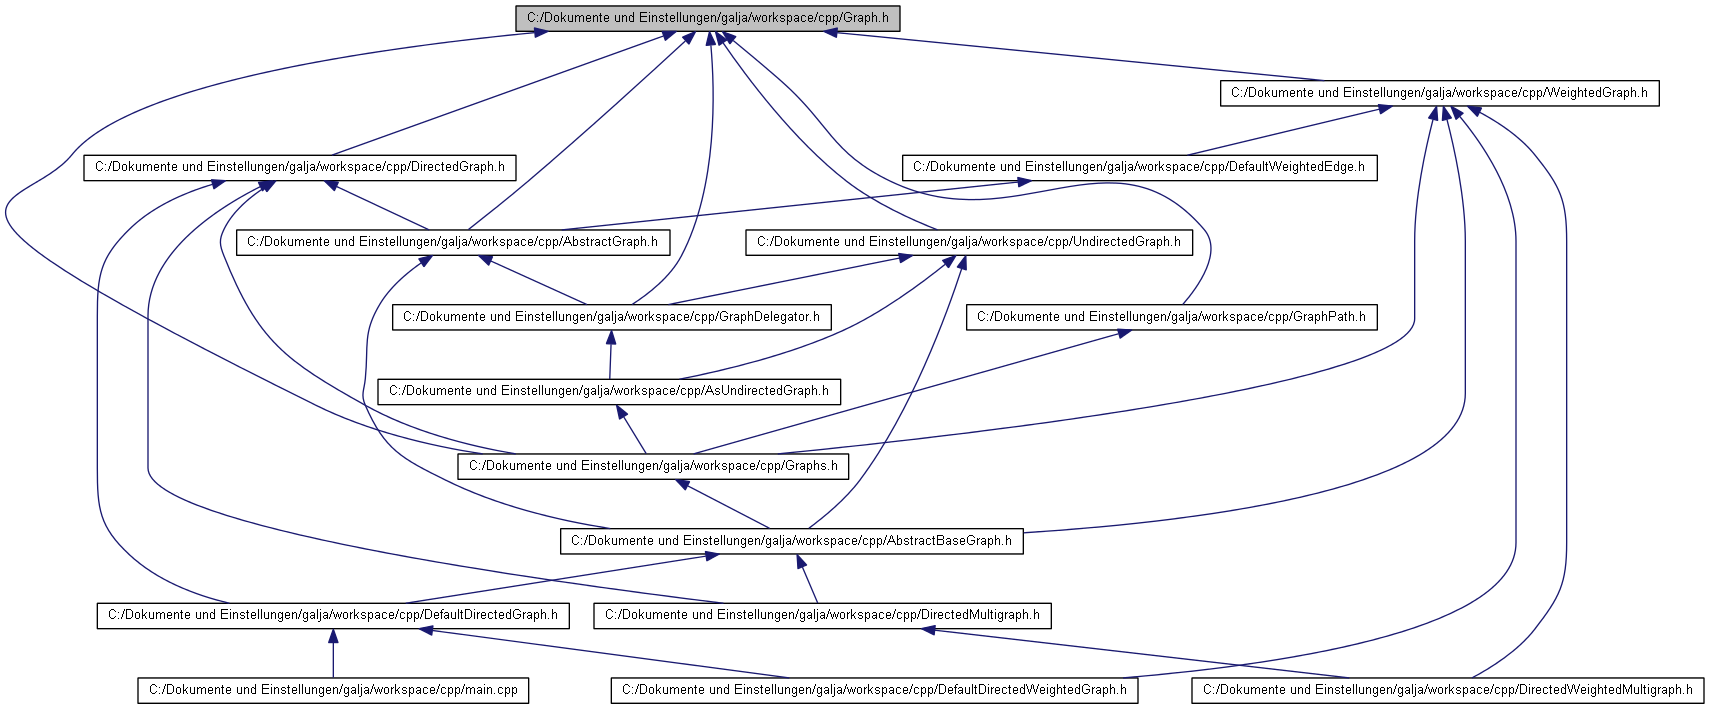 C:/Dokumente und Einstellungen/galja/workspace/cpp/Graph.h
C:/Dokumente und Einstellungen/galja/workspace/cpp/WeightedGraph.h
C:/Dokumente und Einstellungen/galja/workspace/cpp/DirectedGraph.h
C:/Dokumente und Einstellungen/galja/workspace/cpp/DefaultWeightedEdge.h
C:/Dokumente und Einstellungen/galja/workspace/cpp/AbstractGraph.h
C:/Dokumente und Einstellungen/galja/workspace/cpp/UndirectedGraph.h
C:/Dokumente und Einstellungen/galja/workspace/cpp/GraphDelegator.h
C:/Dokumente und Einstellungen/galja/workspace/cpp/GraphPath.h
C:/Dokumente und Einstellungen/galja/workspace/cpp/AsUndirectedGraph.h
C:/Dokumente und Einstellungen/galja/workspace/cpp/Graphs.h
C:/Dokumente und Einstellungen/galja/workspace/cpp/AbstractBaseGraph.h
C:/Dokumente und Einstellungen/galja/workspace/cpp/DefaultDirectedGraph.h
C:/Dokumente und Einstellungen/galja/workspace/cpp/DirectedMultigraph.h
C:/Dokumente und Einstellungen/galja/workspace/cpp/main.cpp
C:/Dokumente und Einstellungen/galja/workspace/cpp/DefaultDirectedWeightedGraph.h
C:/Dokumente und Einstellungen/galja/workspace/cpp/DirectedWeightedMultigraph.h